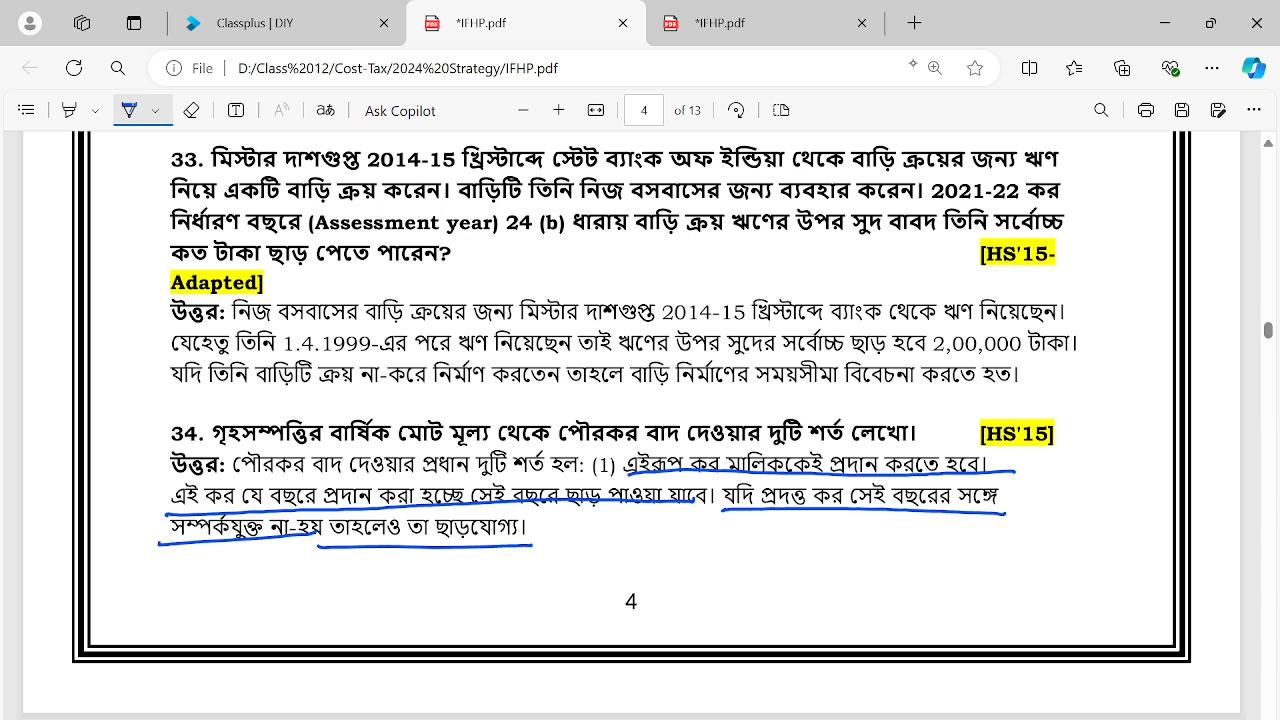 Classplus | DIY
*IFHP.pdf
*IFHP.pdf
File
D:/Class%2012/Cost-Tax/2024%20Strategy/IFHP.pdf
Ask Copilot
4
of 13
33. মিস্টার দাশগুপ্ত 2014-15 খ্রিস্টাব্দে স্টেট ব্যাংক অফ ইন্ডিয়া থেকে বাড়ি ক্রয়ের জন্য ঋণ
নিয়ে একটি বাড়ি ক্রয় করেন। বাড়িটি তিনি নিজ বসবাসের জন্য ব্যবহার করেন। 2021-22 কর
নির্ধারণ বছরে (Assessment year) 24 (b) ধারায় বাড়ি ক্রয় ঋণের উপর সুদ বাবদ তিনি সর্বোচ্চ
কত টাকা ছাড় পেতে পারেন? [HS'15-
Adapted]
উত্তর: নিজ বসবাসের বাড়ি ক্রয়ের জন্য মিস্টার দাশগুপ্ত 2014-15 খ্রিস্টাব্দে ব্যাংক থেকে ঋণ নিয়েছেন।
যেহেতু তিনি 1.4.1999-এর পরে ঋণ নিয়েছেন তাই ঋণের উপর সুদের সর্বোচ্চ ছাড় হবে 2,00,000 টাকা।
যদি তিনি বাড়িটি ক্রয় না-করে নির্মাণ করতেন তাহলে বাড়ি নির্মাণের সময়সীমা বিবেচনা করতে হত।
34. গৃহসম্পত্তির বার্ষিক মোট মূল্য থেকে পৌরকর বাদ দেওয়ার দুটি শর্ত লেখো। [HS'15]
উত্তর: পৌরকর বাদ দেওয়ার প্রধান দুটি শর্ত হল: (1) এইরূপ কর মালিককেই প্রদান করতে হবে।
এই কর যে বছরে প্রদান করা হচ্ছে সেই বছরে ছাড় পাওয়া যাবে। যদি প্রদত্ত কর সেই বছরের সঙ্গে
সম্পর্কযুক্ত না-হয় তাহলেও তা ছাড়যোগ্য।
4